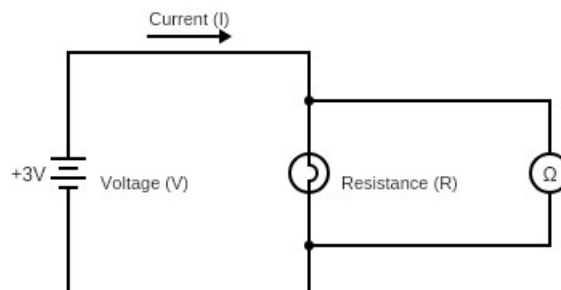 Current (I)
+3V
Voltage (V)
Resistance (R)
Ω